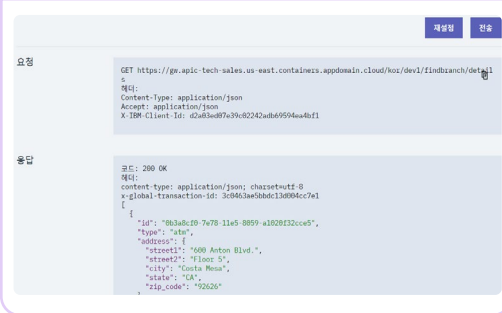 재설정 전송
요청
GET https://gw.apic-tech-sales.us-east.containers.appdomain.cloud/kor/dev1/findbranch/detail
s
헤더:
Content-Type: application/json
Accept: application/json
X-IBM-Client-Id: d2a03ed07e39c02242adb69594ea4bf1
응답
코드: 200 OK
헤더:
content-type: application/json; charset=utf-8
x-global-transaction-id: 3c0463ae5bbdc13d004cc7e1
[
{
"id": "0b3a8cf0-7e78-11e5-8059-a1020f32cce5",
"type": "atm",
"address": {
"street1": "600 Anton Blvd.",
"street2": "Floor 5",
"city": "Costa Mesa",
"state": "CA",
"zip_code": "92626"